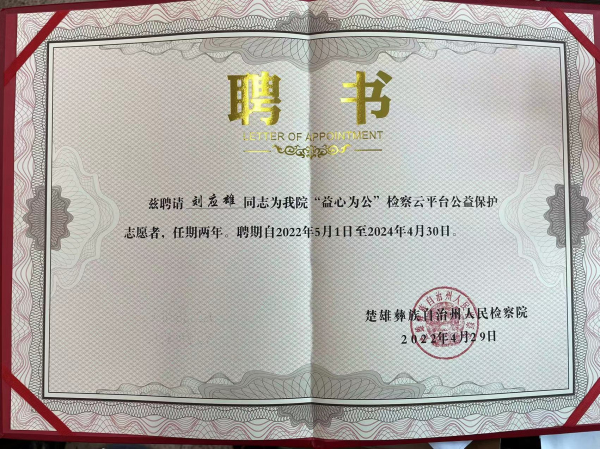 聘 书
LETTER OF APPOINTMENT
兹聘请 刘应雄 同志为我院“益心为公”检察云平台公益保护
志愿者，任期两年。聘期自2022年5月1日至2024年4月30日。
楚雄彝族自治州人民检察院
2022年4月29日